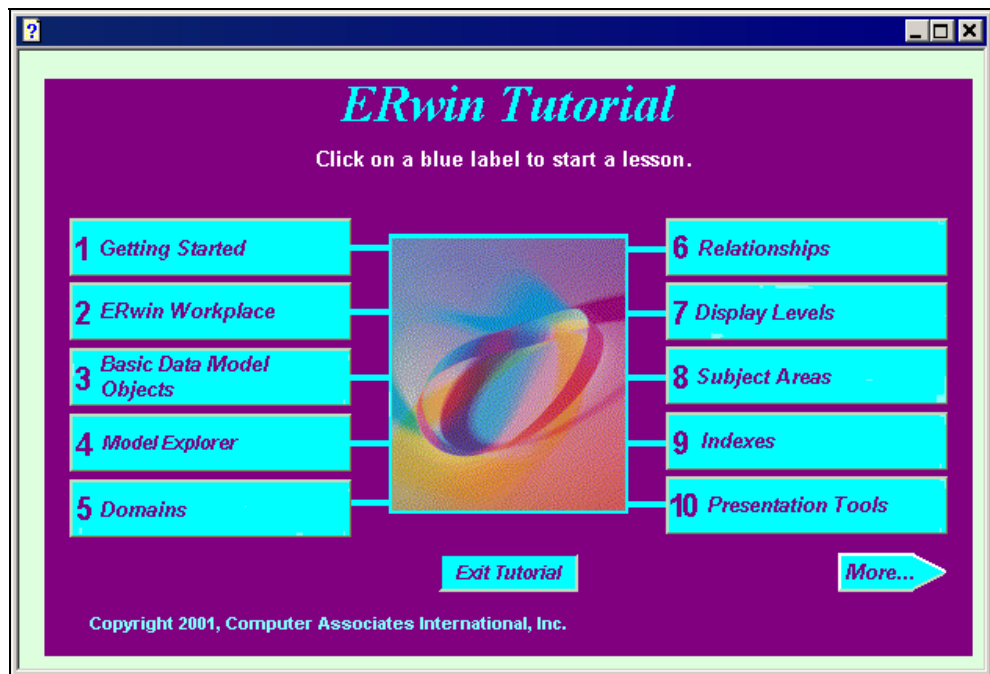 ERwin Tutorial
Click on a blue label to start a lesson.
1 Getting Started
2 ERwin Workplace
3 Basic Data Model
Objects
4 Model Explorer
5 Domains
6 Relationships
7 Display Levels
8 Subject Areas
9 Indexes
10 Presentation Tools
Exit Tutorial
More...
Copyright 2001, Computer Associates International, Inc.